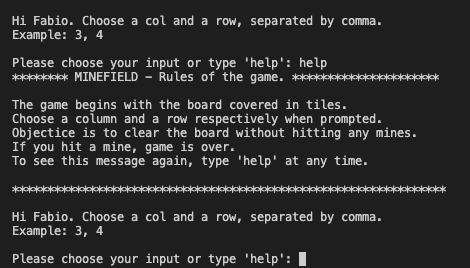 Hi Fabio. Choose a col and a row, separated by comma.
Example: 3, 4
Please choose your input or type 'help': help
******** MINEFIELD - Rules of the game. **********************
The game begins with the board covered in tiles.
Choose a column and a row respectively when prompted.
Objectice is to clear the board without hitting any mines.
If you hit a mine, game is over.
To see this message again, type 'help' at any time.
**************************************************************
Hi Fabio. Choose a col and a row, separated by comma.
Example: 3, 4
Please choose your input or type 'help':